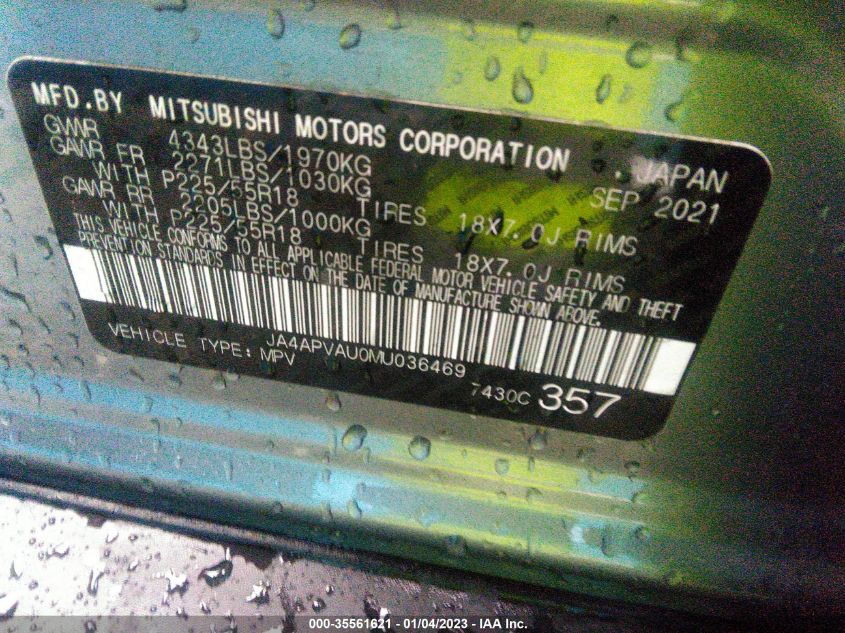 MFD.BY MITSUBISHI MOTORS CORPORATION JAPAN
GVWR 4343LBS/1970KG SEP 2021
GAWR FR 2271LBS/1030KG
WITH P225/55R18 TIRES 18X7.0J RIMS
GAWR RR 2205LBS/1000KG
WITH P225/55R18 TIRES 18X7.0J RIMS
THIS VEHICLE CONFORMS TO ALL APPLICABLE FEDERAL MOTOR VEHICLE SAFETY AND THEFT
PREVENTION STANDARDS IN EFFECT ON THE DATE OF MANUFACTURE SHOWN ABOVE.
JA4APVAU0MU036469
VEHICLE TYPE: MPV 7430C 357
000-35561621 - 01/04/2023 - IAA Inc.